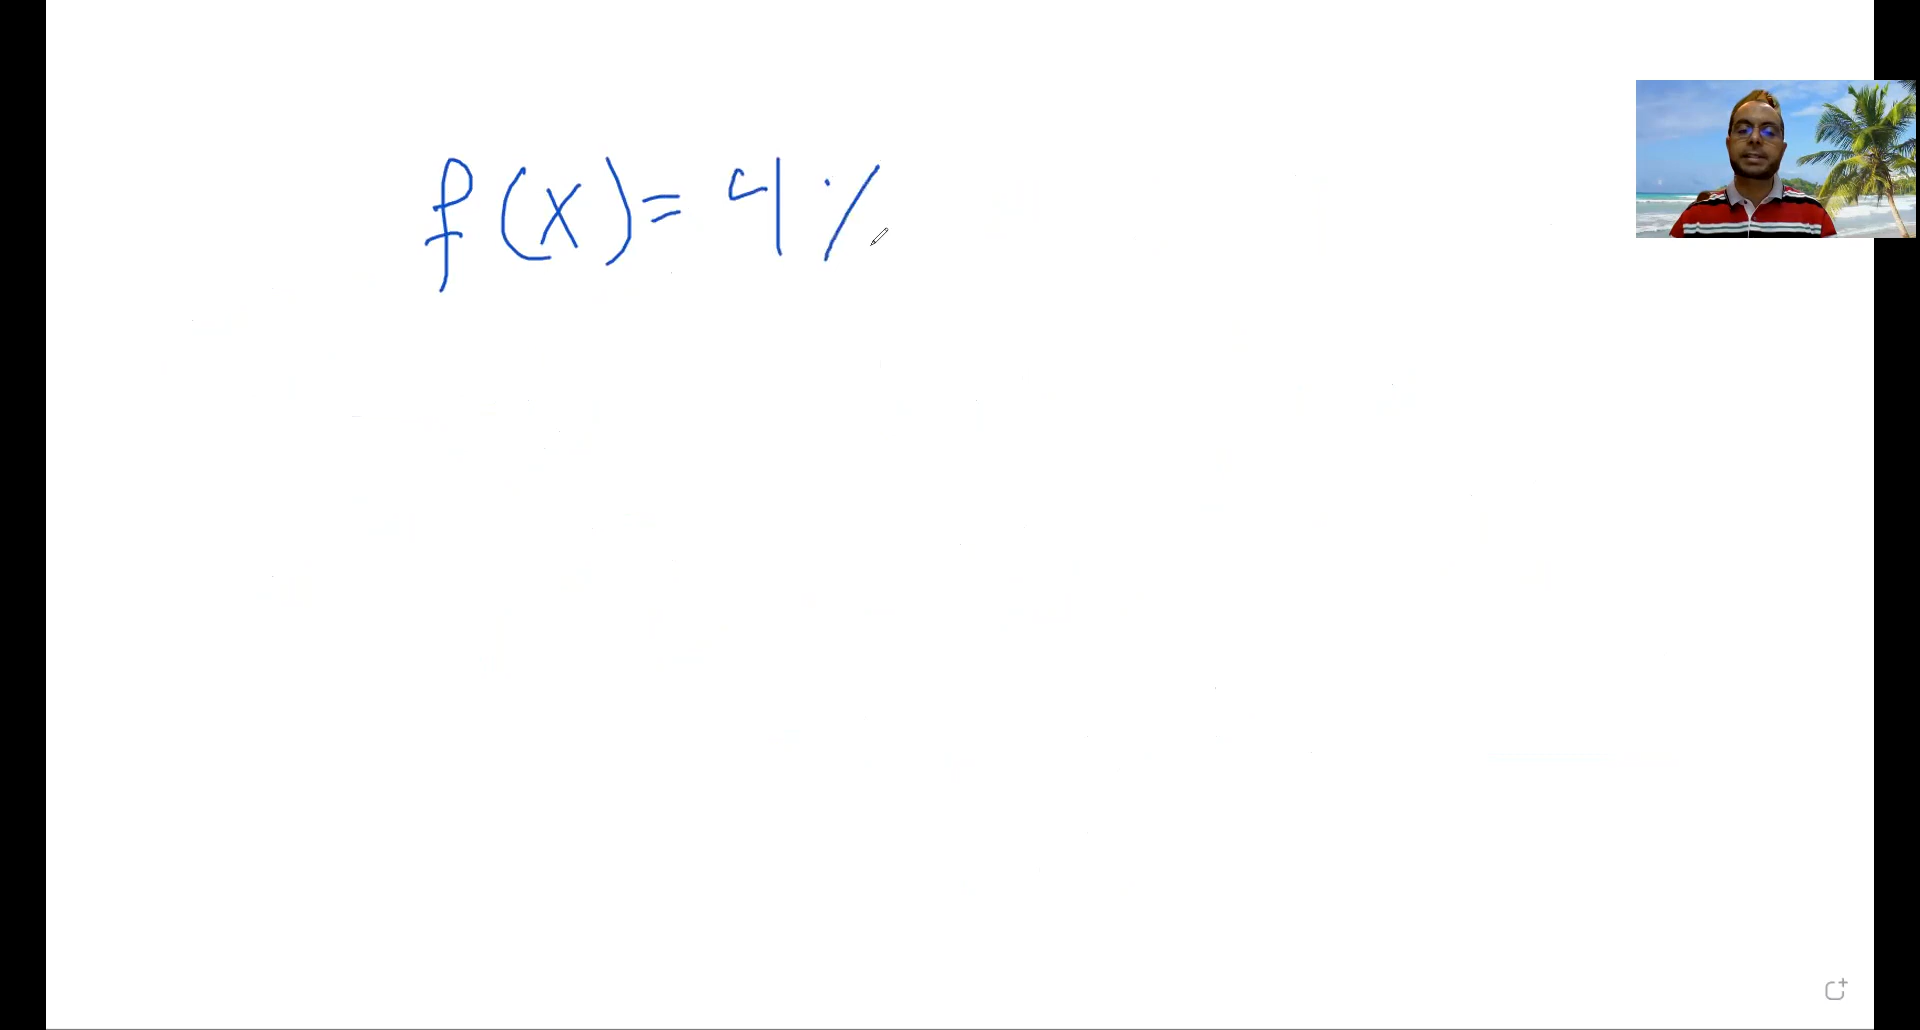 f(x) = 4%